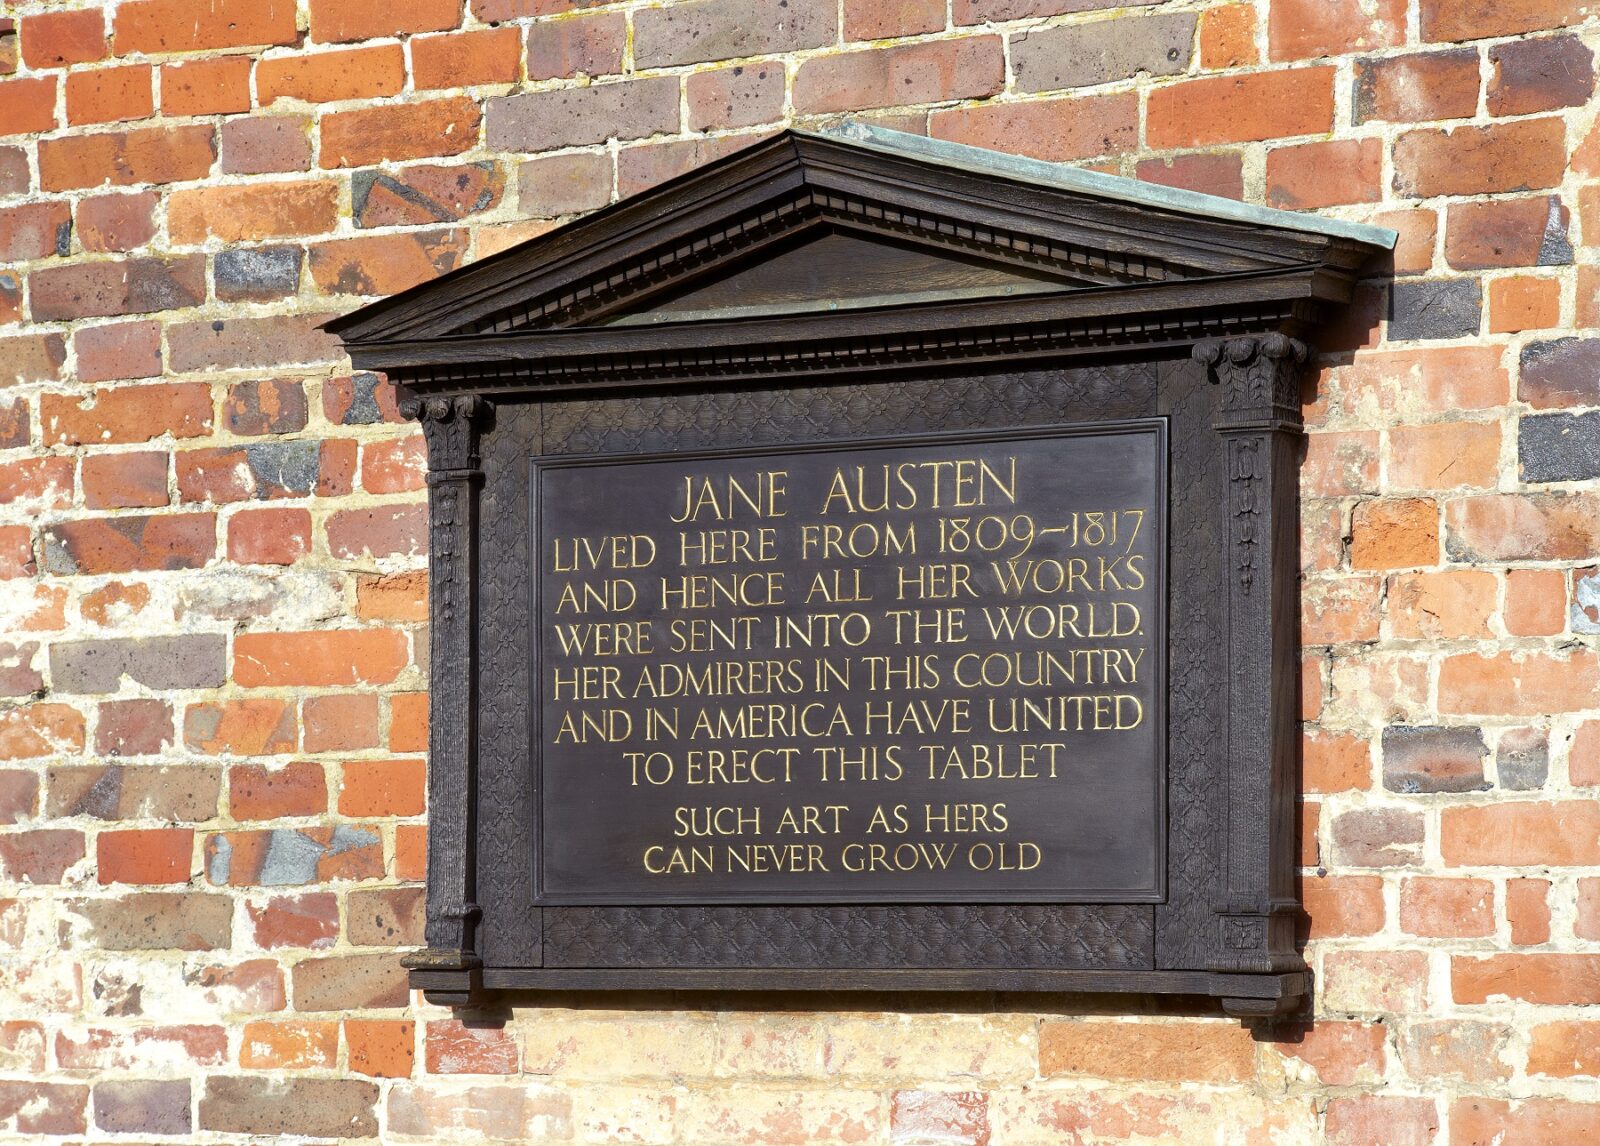 JANE AUSTEN
LIVED HERE FROM 1809–1817
AND HENCE ALL HER WORKS
WERE SENT INTO THE WORLD.
HER ADMIRERS IN THIS COUNTRY
AND IN AMERICA HAVE UNITED
TO ERECT THIS TABLET
SUCH ART AS HERS
CAN NEVER GROW OLD